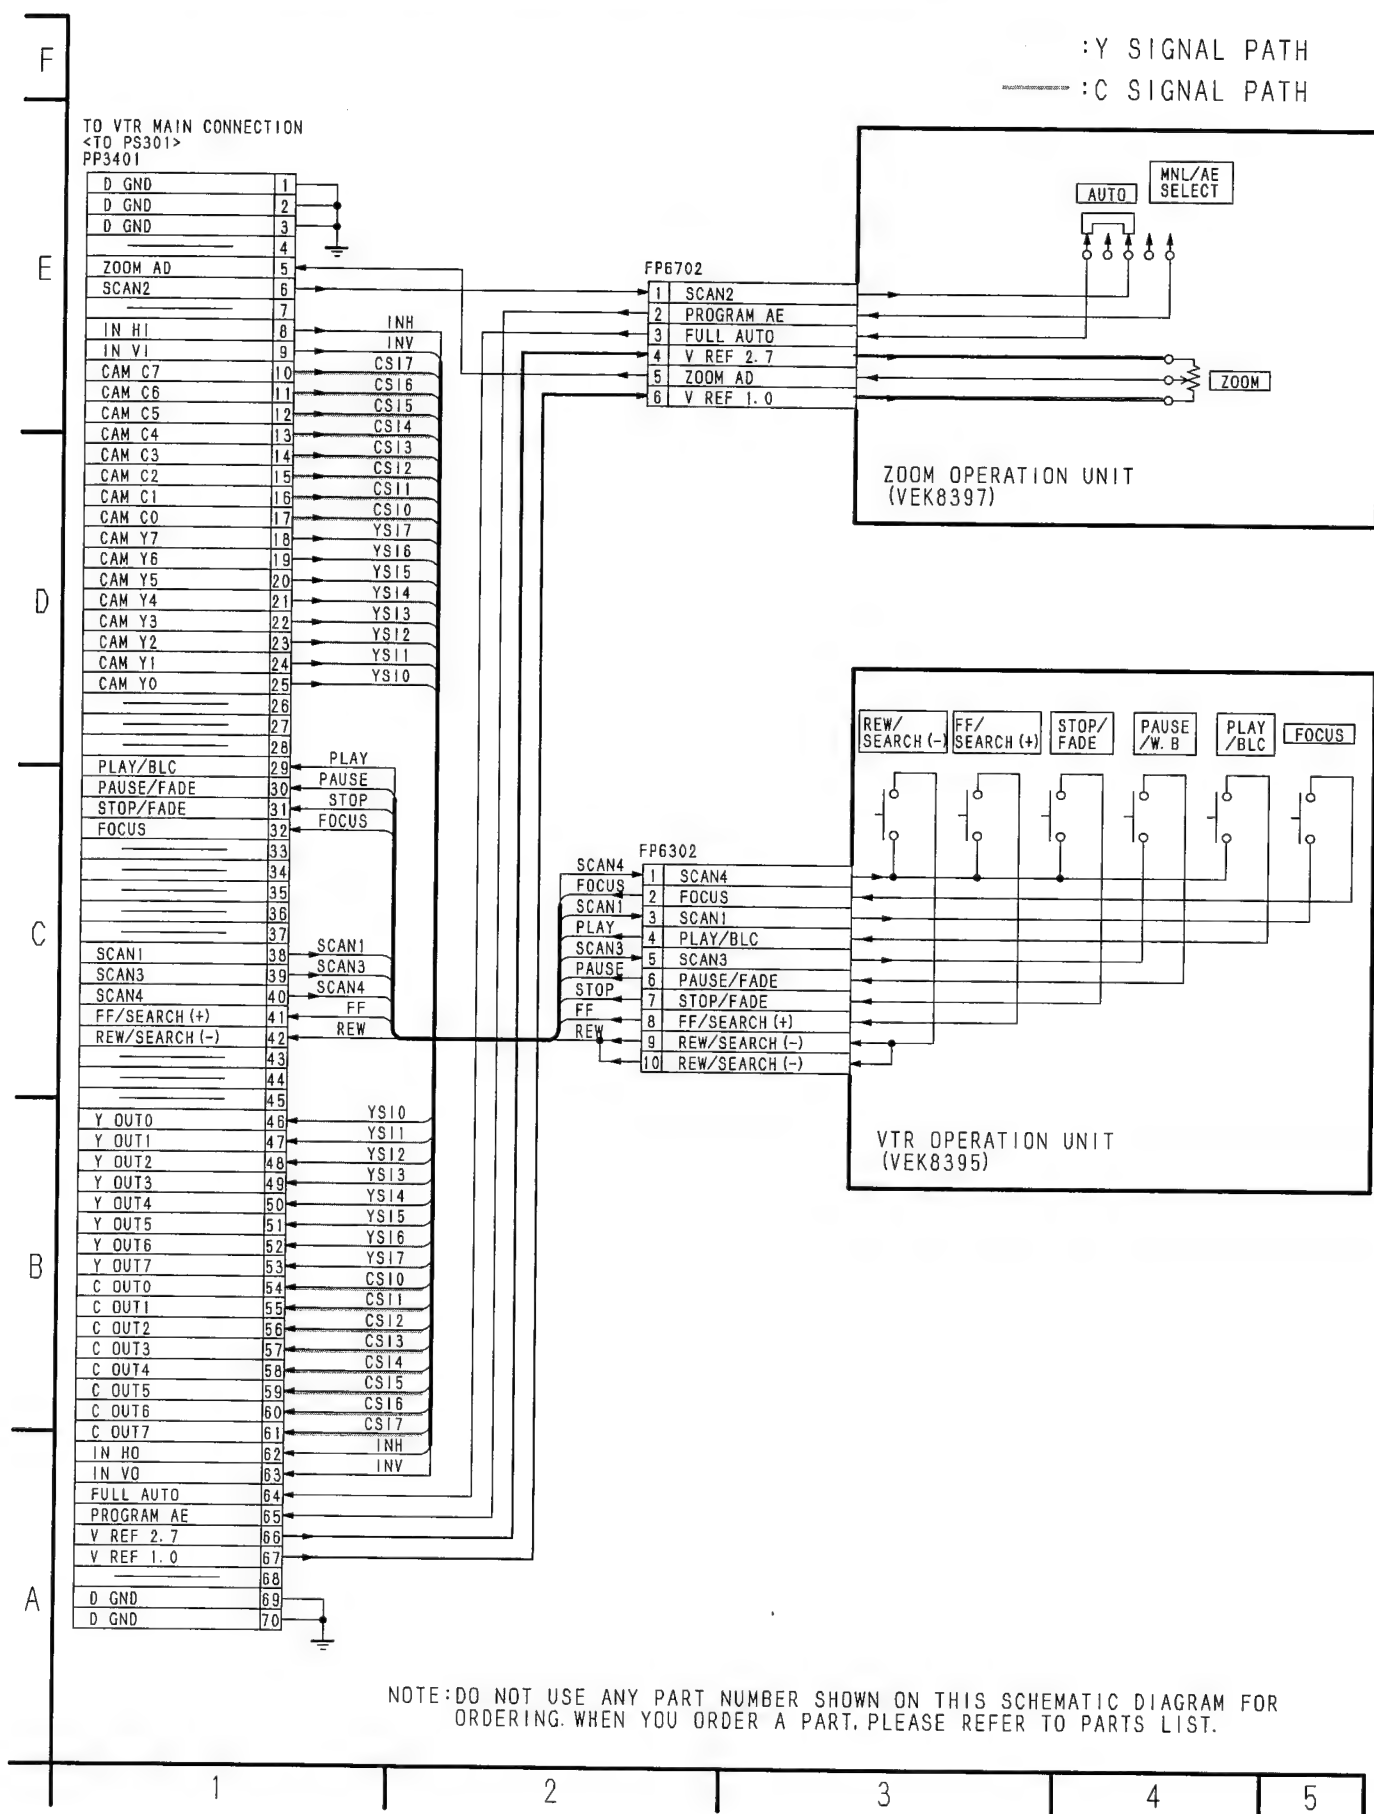 F
:Y SIGNAL PATH
:C SIGNAL PATH
TO VTR MAIN CONNECTION
<TO PS301>
PP3401
D GND 1
D GND 2
D GND 3
4
ZOOM AD 5
SCAN2 6
7
IN HI 8 INH
IN VI 9 INV
CAM C7 10 CSI7
CAM C6 11 CSI6
CAM C5 12 CSI5
CAM C4 13 CSI4
CAM C3 14 CSI3
CAM C2 15 CSI2
CAM C1 16 CSI1
CAM C0 17 CSI0
CAM Y7 18 YSI7
CAM Y6 19 YSI6
CAM Y5 20 YSI5
CAM Y4 21 YSI4
CAM Y3 22 YSI3
CAM Y2 23 YSI2
CAM Y1 24 YSI1
CAM Y0 25 YSI0
26
27
28
PLAY/BLC 29 PLAY
PAUSE/FADE 30 PAUSE
STOP/FADE 31 STOP
FOCUS 32 FOCUS
33
34
35
36
37
SCAN1 38 SCAN1
SCAN3 39 SCAN3
SCAN4 40 SCAN4
FF/SEARCH(+) 41 FF
REW/SEARCH(-) 42 REW
43
44
45
Y OUT0 46 YSI0
Y OUT1 47 YSI1
Y OUT2 48 YSI2
Y OUT3 49 YSI3
Y OUT4 50 YSI4
Y OUT5 51 YSI5
Y OUT6 52 YSI6
Y OUT7 53 YSI7
C OUT0 54 CSI0
C OUT1 55 CSI1
C OUT2 56 CSI2
C OUT3 57 CSI3
C OUT4 58 CSI4
C OUT5 59 CSI5
C OUT6 60 CSI6
C OUT7 61 CSI7
IN HO 62 INH
IN VO 63 INV
FULL AUTO 64
PROGRAM AE 65
V REF 2.7 66
V REF 1.0 67
68
D GND 69
D GND 70
E
D
C
B
A
FP6702
1 SCAN2
2 PROGRAM AE
3 FULL AUTO
4 V REF 2.7
5 ZOOM AD
6 V REF 1.0
AUTO
MNL/AE
SELECT
ZOOM
ZOOM OPERATION UNIT
(VEK8397)
REW/
SEARCH(-)
FF/
SEARCH(+)
STOP/
FADE
PAUSE
/W.B
PLAY
/BLC
FOCUS
FP6302
SCAN4 1 SCAN4
FOCUS 2 FOCUS
SCAN1 3 SCAN1
PLAY 4 PLAY/BLC
SCAN3 5 SCAN3
PAUSE 6 PAUSE/FADE
STOP 7 STOP/FADE
FF 8 FF/SEARCH(+)
REW 9 REW/SEARCH(-)
10 REW/SEARCH(-)
VTR OPERATION UNIT
(VEK8395)
NOTE:DO NOT USE ANY PART NUMBER SHOWN ON THIS SCHEMATIC DIAGRAM FOR
ORDERING. WHEN YOU ORDER A PART, PLEASE REFER TO PARTS LIST.
1 2 3 4 5